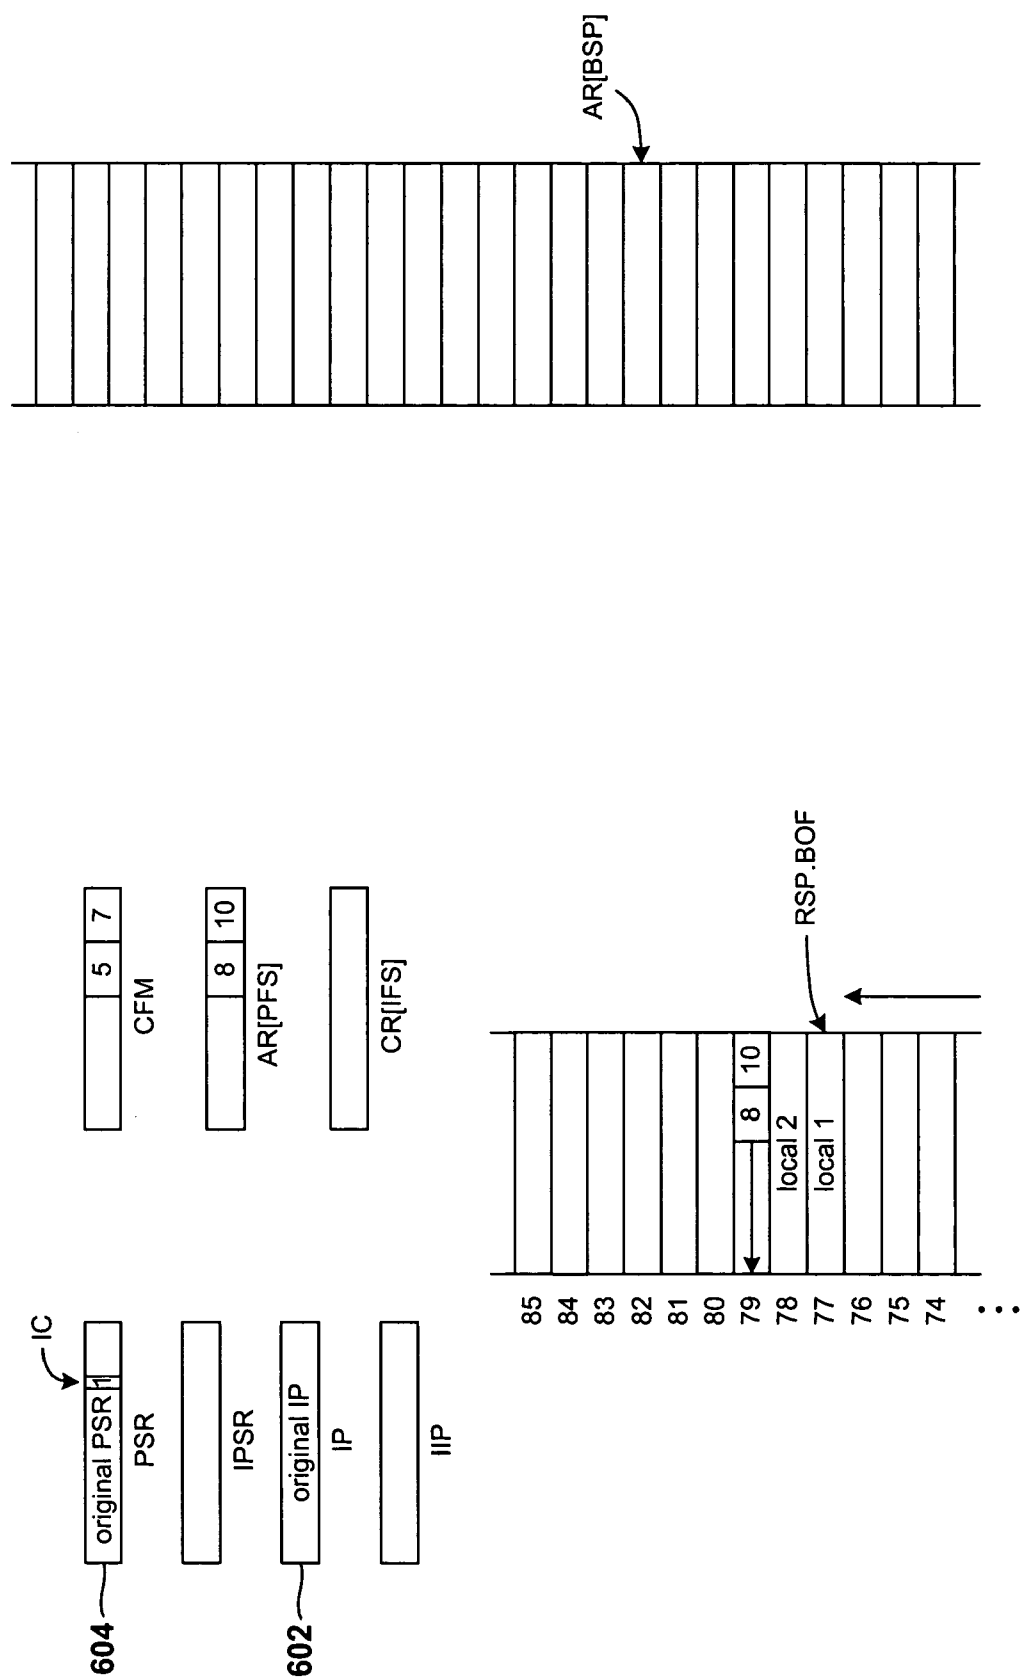 IC
604
original PSR 1
PSR
IPSR
602
original IP
IP
IIP
5 7
CFM
8 10
AR[PFS]
CR[IFS]
85
84
83
82
81
80
79 8 10
78 local 2
77 local 1
76
75
74
RSP.BOF
AR[BSP]